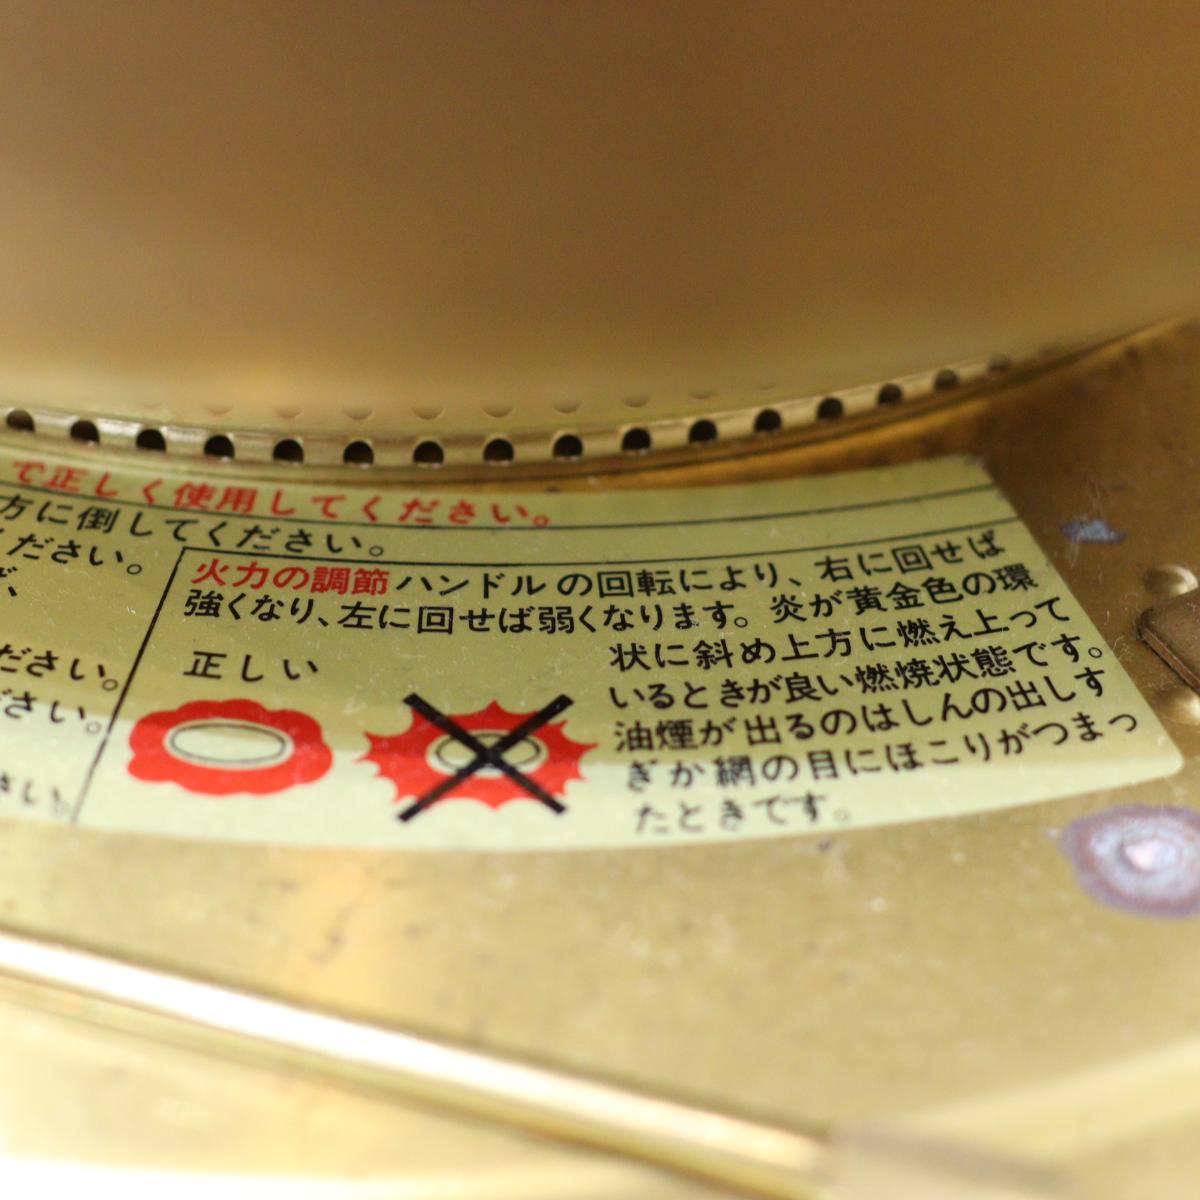 で正しく使用してください。
方に倒してください。
ください。
ださい。
さい。
さい。
火力の調節 ハンドルの回転により、右に回せば
強くなり、左に回せば弱くなります。炎が黄金色の環
状に斜め上方に燃え上って
いるときが良い燃焼状態です。
油煙が出るのはしんの出しす
ぎか網の目にほこりがつまっ
たときです。
正しい